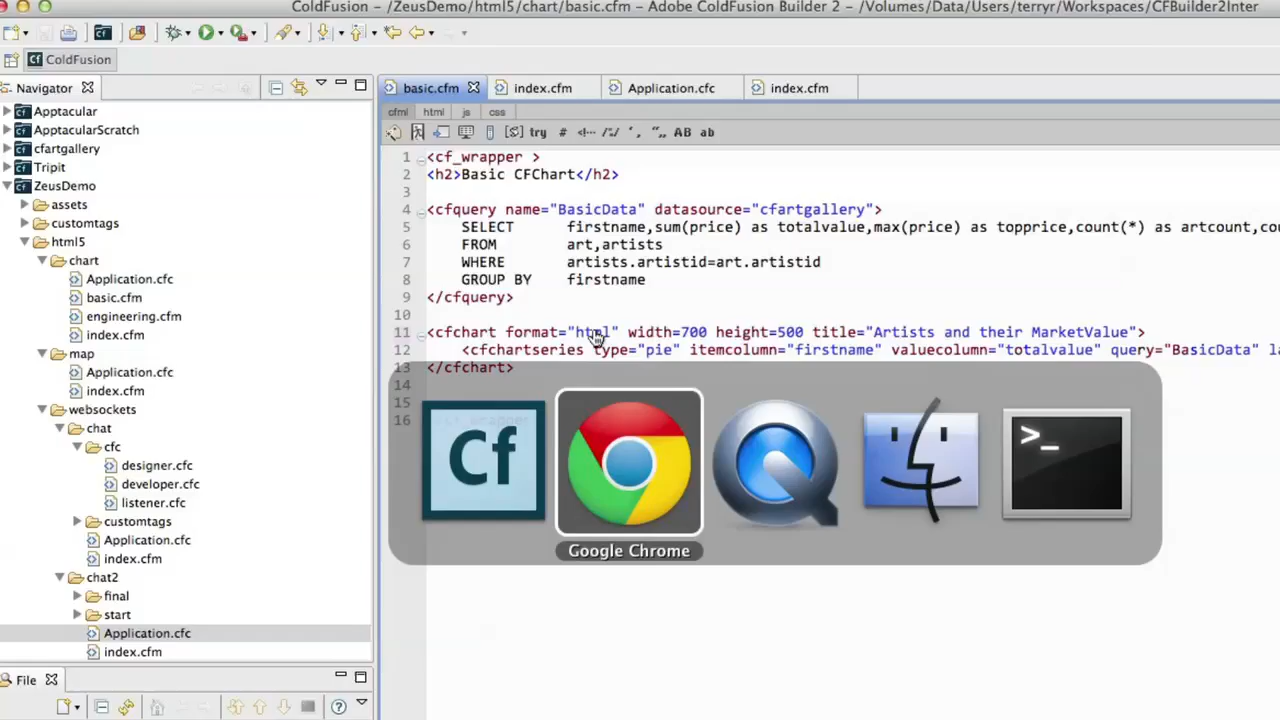 ColdFusion - /ZeusDemo/html5/chart/basic.cfm - Adobe ColdFusion Builder 2 - /Volumes/Data/Users/terryr/Workspaces/CFBuilder2Inter
ColdFusion
Navigator
Apptacular
ApptacularScratch
cfartgallery
Tripit
ZeusDemo
assets
customtags
html5
chart
Application.cfc
basic.cfm
engineering.cfm
index.cfm
map
Application.cfc
index.cfm
websockets
chat
cfc
designer.cfc
developer.cfc
listener.cfc
customtags
Application.cfc
index.cfm
chat2
final
start
Application.cfc
index.cfm
File
basic.cfm index.cfm Application.cfc index.cfm
cfml html js css
try # AB ab
1 <cf_wrapper >
2 <h2>Basic CFChart</h2>
3
4 <cfquery name="BasicData" datasource="cfartgallery">
5 SELECT firstname,sum(price) as totalvalue,max(price) as topprice,count(*) as artcount,co
6 FROM art,artists
7 WHERE artists.artistid=art.artistid
8 GROUP BY firstname
9 </cfquery>
10
11 <cfchart format="html" width=700 height=500 title="Artists and their MarketValue">
12 <cfchartseries type="pie" itemcolumn="firstname" valuecolumn="totalvalue" query="BasicData" la
13 </cfchart>
14
15
16
Cf
>_
Google Chrome